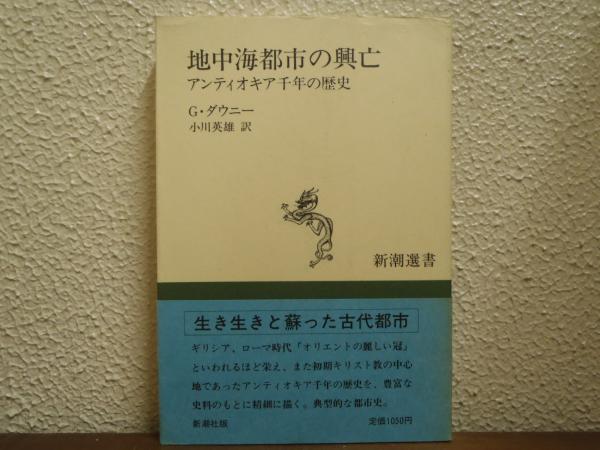 地中海都市の興亡
アンティオキア千年の歴史
G・ダウニー
小川英雄 訳
新潮選書
生き生きと蘇った古代都市
ギリシア、ローマ時代「オリエントの麗しい冠」
といわれるほど栄え、また初期キリスト教の中心
地であったアンティオキア千年の歴史を、豊富な
史料のもとに精細に描く。典型的な都市史。
新潮社版
定価1050円